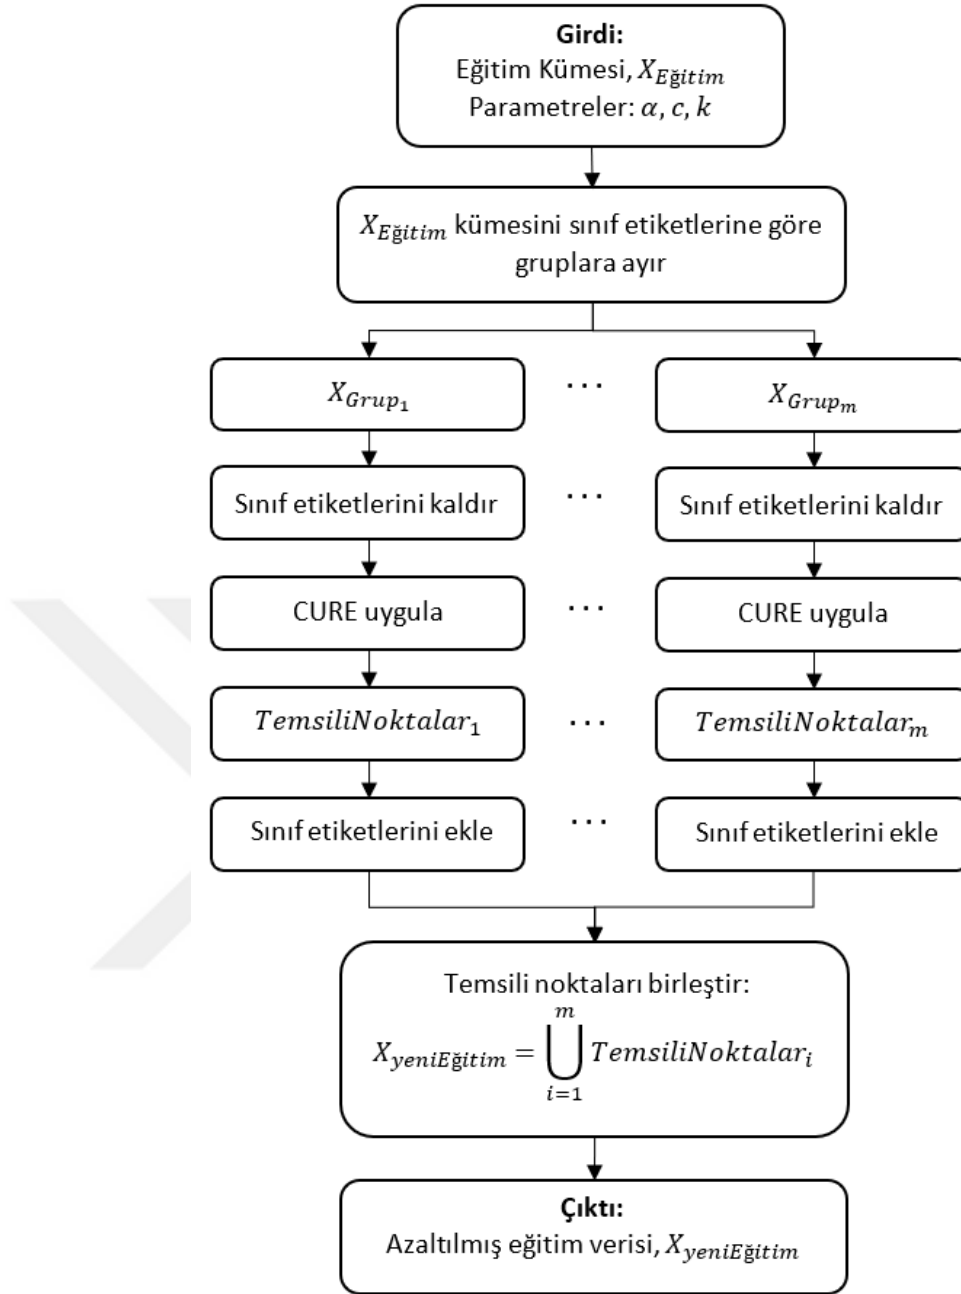 Girdi:
Eğitim Kümesi, X_Eğitim
Parametreler: α, c, k
X_Eğitim kümesini sınıf etiketlerine göre
gruplara ayır
X_Grup_1 ... X_Grup_m
Sınıf etiketlerini kaldır ... Sınıf etiketlerini kaldır
CURE uygula ... CURE uygula
TemsiliNoktalar_1 ... TemsiliNoktalar_m
Sınıf etiketlerini ekle ... Sınıf etiketlerini ekle
Temsili noktaları birleştir:
X_yeniEğitim = ⋃_{i=1}^{m} TemsiliNoktalar_i
Çıktı:
Azaltılmış eğitim verisi, X_yeniEğitim